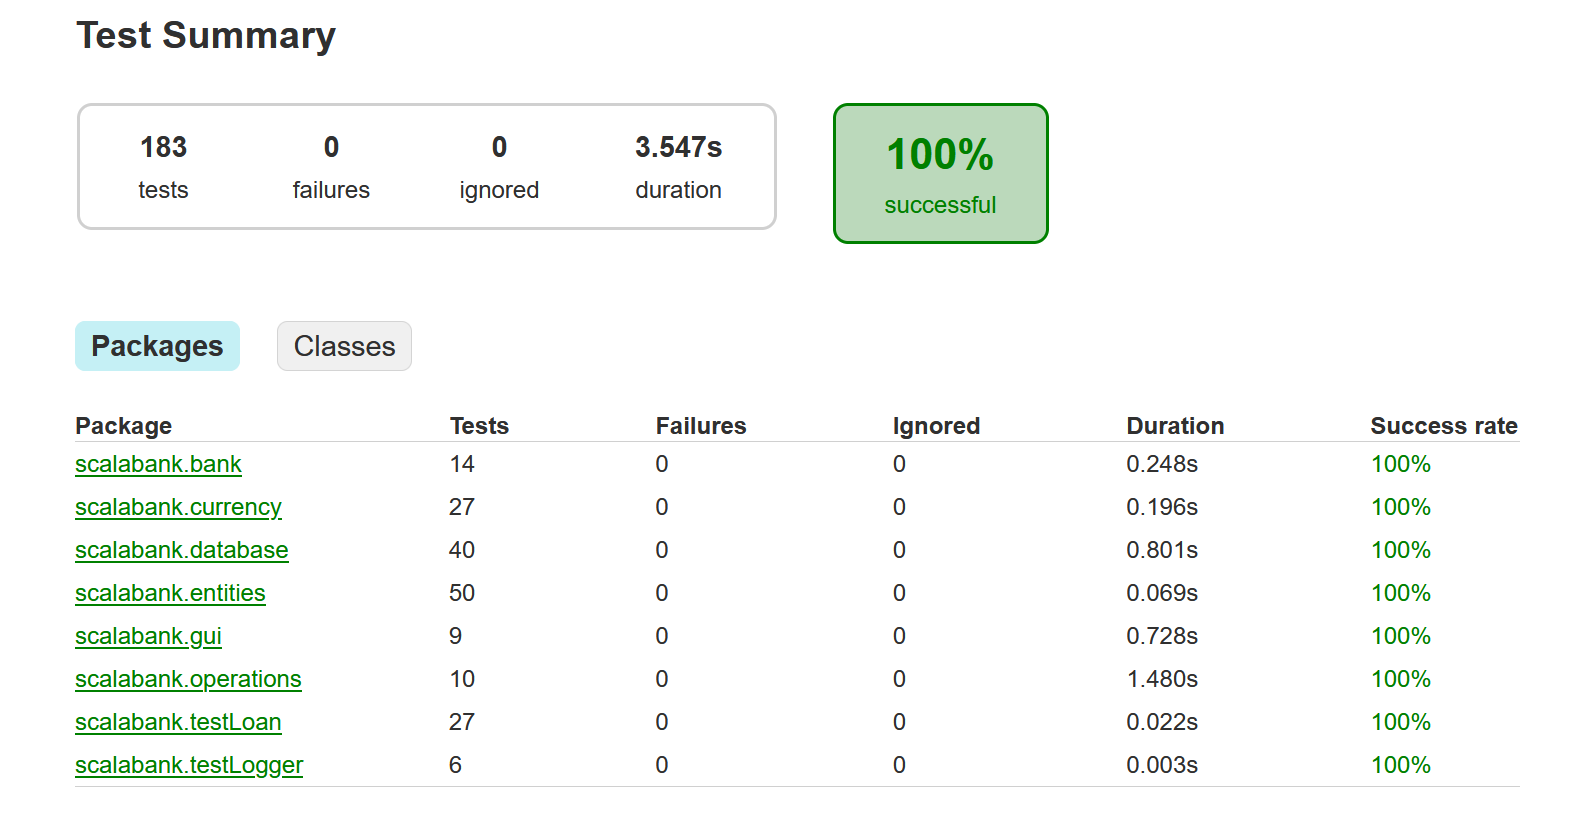 Test Summary
183 0 0 3.547s
tests failures ignored duration
100%
successful
Packages Classes
Package Tests Failures Ignored Duration Success rate
scalabank.bank 14 0 0 0.248s 100%
scalabank.currency 27 0 0 0.196s 100%
scalabank.database 40 0 0 0.801s 100%
scalabank.entities 50 0 0 0.069s 100%
scalabank.gui 9 0 0 0.728s 100%
scalabank.operations 10 0 0 1.480s 100%
scalabank.testLoan 27 0 0 0.022s 100%
scalabank.testLogger 6 0 0 0.003s 100%